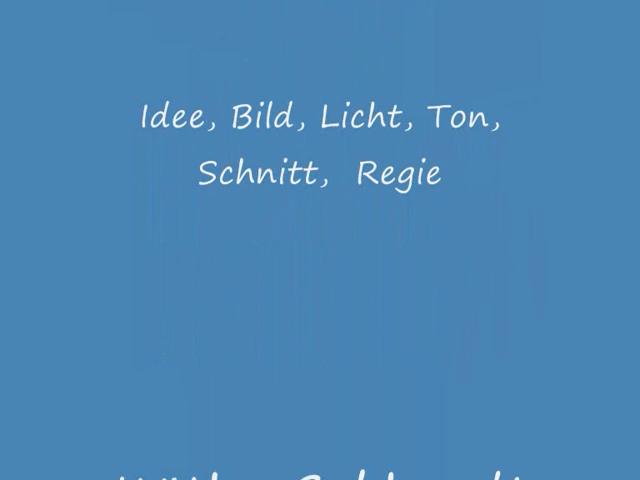 Idee, Bild, Licht, Ton,
Schnitt, Regie